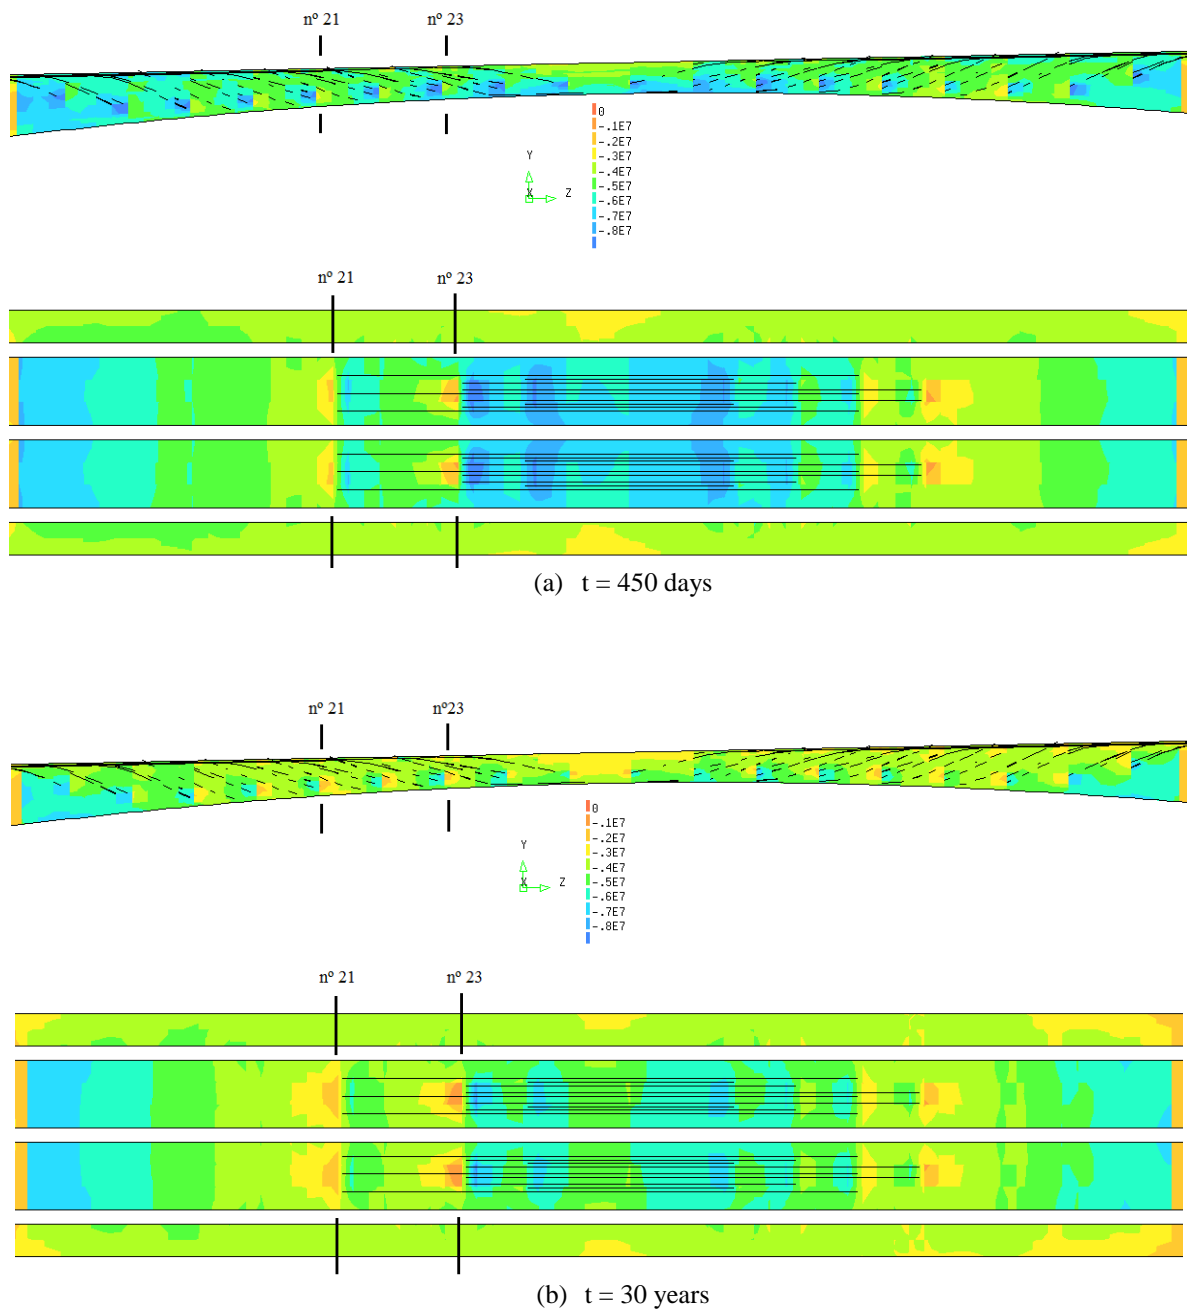 nº 21 nº 23
0
-.1E7
-.2E7
-.3E7
-.4E7
-.5E7
-.6E7
-.7E7
-.8E7
Y
X Z
nº 21 nº 23
(a) t = 450 days
nº 21 nº23
0
-.1E7
-.2E7
-.3E7
-.4E7
-.5E7
-.6E7
-.7E7
-.8E7
Y
X Z
nº 21 nº 23
(b) t = 30 years